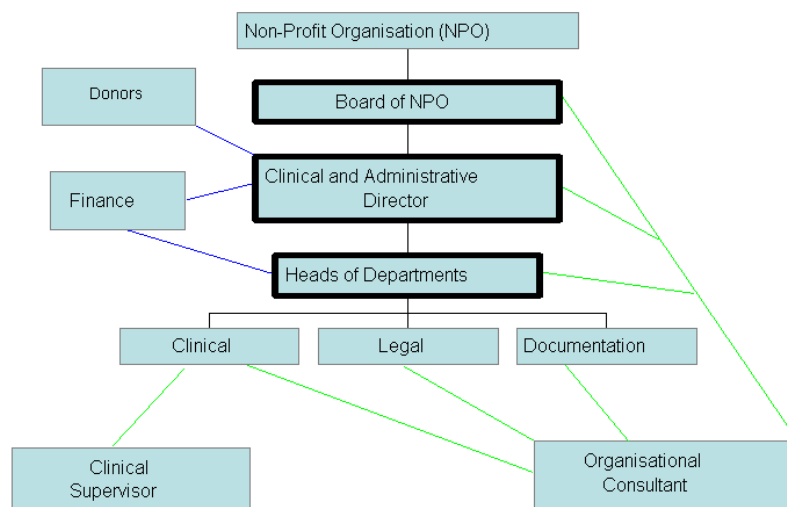 Non-Profit Organisation (NPO)
Donors
Board of NPO
Clinical and Administrative
Director
Finance
Heads of Departments
Clinical
Legal
Documentation
Clinical
Supervisor
Organisational
Consultant